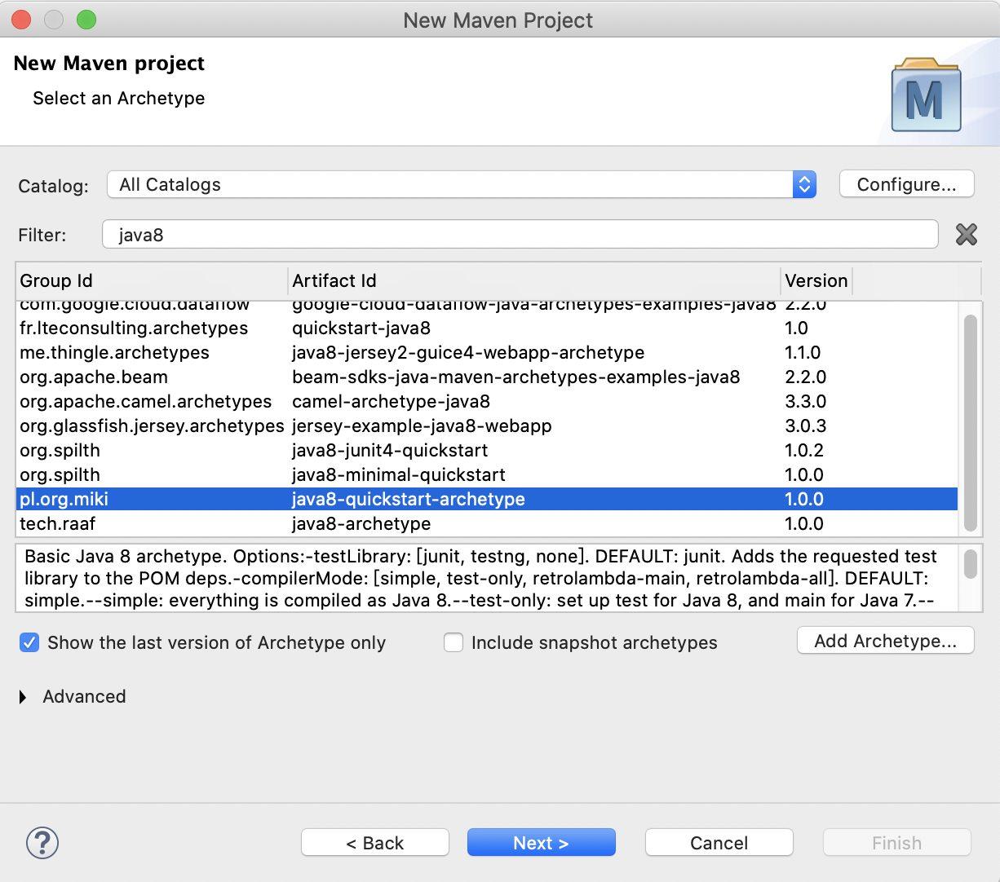 New Maven Project
New Maven project
Select an Archetype
M
Catalog: All Catalogs Configure...
Filter: java8
Group Id Artifact Id Version
com.google.cloud.dataflow google-cloud-dataflow-java-archetypes-examples-java8 2.2.0
fr.lteconsulting.archetypes quickstart-java8 1.0
me.thingle.archetypes java8-jersey2-guice4-webapp-archetype 1.1.0
org.apache.beam beam-sdks-java-maven-archetypes-examples-java8 2.2.0
org.apache.camel.archetypes camel-archetype-java8 3.3.0
org.glassfish.jersey.archetypes jersey-example-java8-webapp 3.0.3
org.spilth java8-junit4-quickstart 1.0.2
org.spilth java8-minimal-quickstart 1.0.0
pl.org.miki java8-quickstart-archetype 1.0.0
tech.raaf java8-archetype 1.0.0
Basic Java 8 archetype. Options:-testLibrary: [junit, testng, none]. DEFAULT: junit. Adds the requested test
library to the POM deps.-compilerMode: [simple, test-only, retrolambda-main, retrolambda-all]. DEFAULT:
simple.--simple: everything is compiled as Java 8.--test-only: set up test for Java 8, and main for Java 7.--
Show the last version of Archetype only Include snapshot archetypes Add Archetype...
Advanced
? < Back Next > Cancel Finish